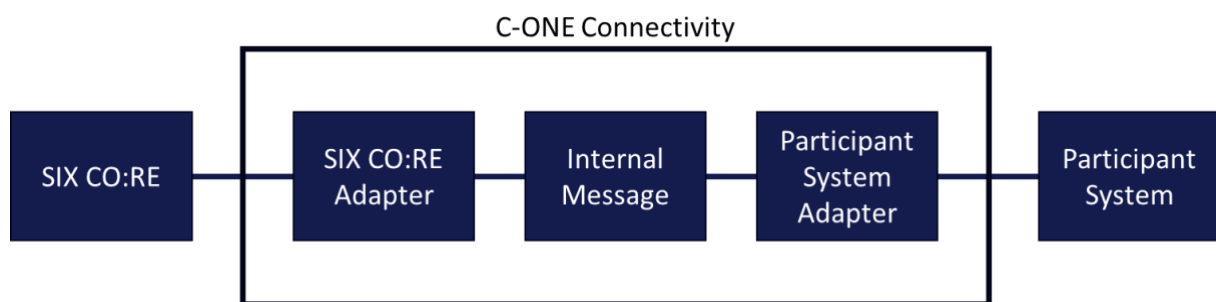 C-ONE Connectivity
SIX CO:RE
SIX CO:RE
Adapter
Internal
Message
Participant
System
Adapter
Participant
System